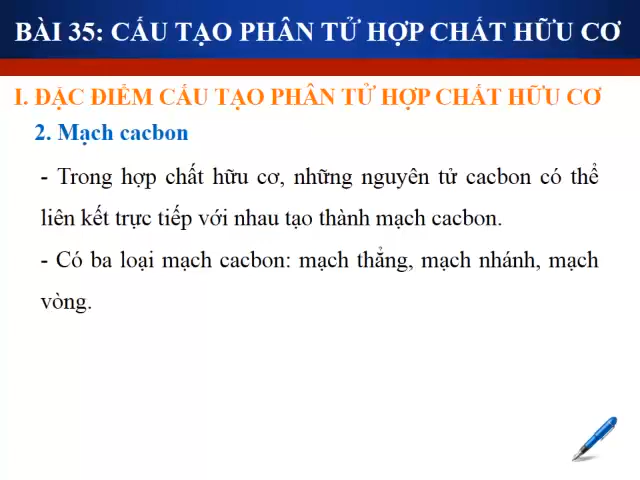 BÀI 35: CẤU TẠO PHÂN TỬ HỢP CHẤT HỮU CƠ
I. ĐẶC ĐIỂM CẤU TẠO PHÂN TỬ HỢP CHẤT HỮU CƠ
2. Mạch cacbon
- Trong hợp chất hữu cơ, những nguyên tử cacbon có thể
liên kết trực tiếp với nhau tạo thành mạch cacbon.
- Có ba loại mạch cacbon: mạch thẳng, mạch nhánh, mạch
vòng.